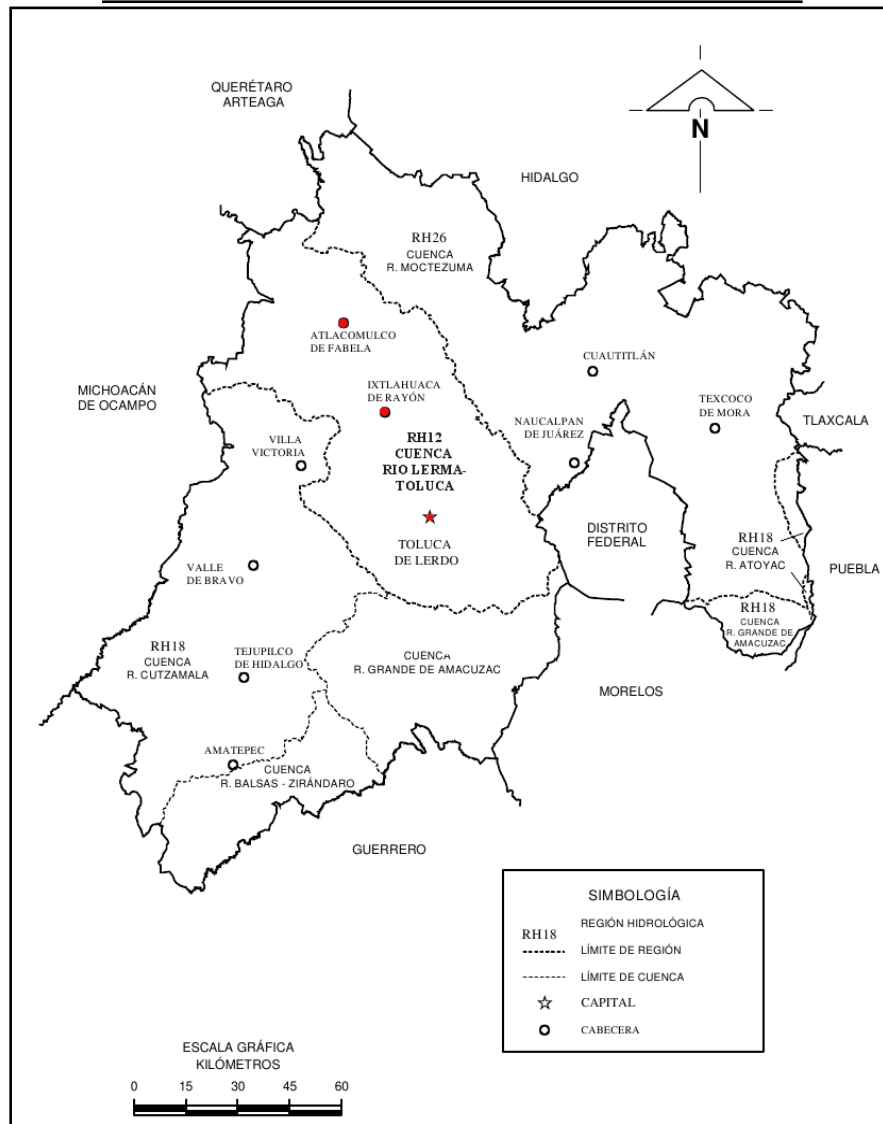 QUERÉTARO
ARTEAGA
N
HIDALGO
RH26
CUENCA
R. MOCTEZUMA
ATLACOMULCO
DE FABELA
CUAUTITLÁN
MICHOACÁN
DE OCAMPO
IXTLAHUACA
DE RAYÓN
TEXCOCO
DE MORA
TLAXCALA
NAUCALPAN
DE JUÁREZ
VILLA
VICTORIA
RH12
CUENCA
RIO LERMA-
TOLUCA
DISTRITO
FEDERAL
TOLUCA
DE LERDO
RH18
CUENCA
R. ATOYAC
PUEBLA
VALLE
DE BRAVO
RH18
CUENCA
R. GRANDE DE
AMACUZAC
RH18
CUENCA
R. CUTZAMALA
TEJUPILCO
DE HIDALGO
CUENCA
R. GRANDE DE AMACUZAC
MORELOS
AMATEPEC
CUENCA
R. BALSAS - ZIRÁNDARO
GUERRERO
SIMBOLOGÍA
RH18 REGIÓN HIDROLÓGICA
LÍMITE DE REGIÓN
LÍMITE DE CUENCA
CAPITAL
CABECERA
ESCALA GRÁFICA
KILÓMETROS
0 15 30 45 60